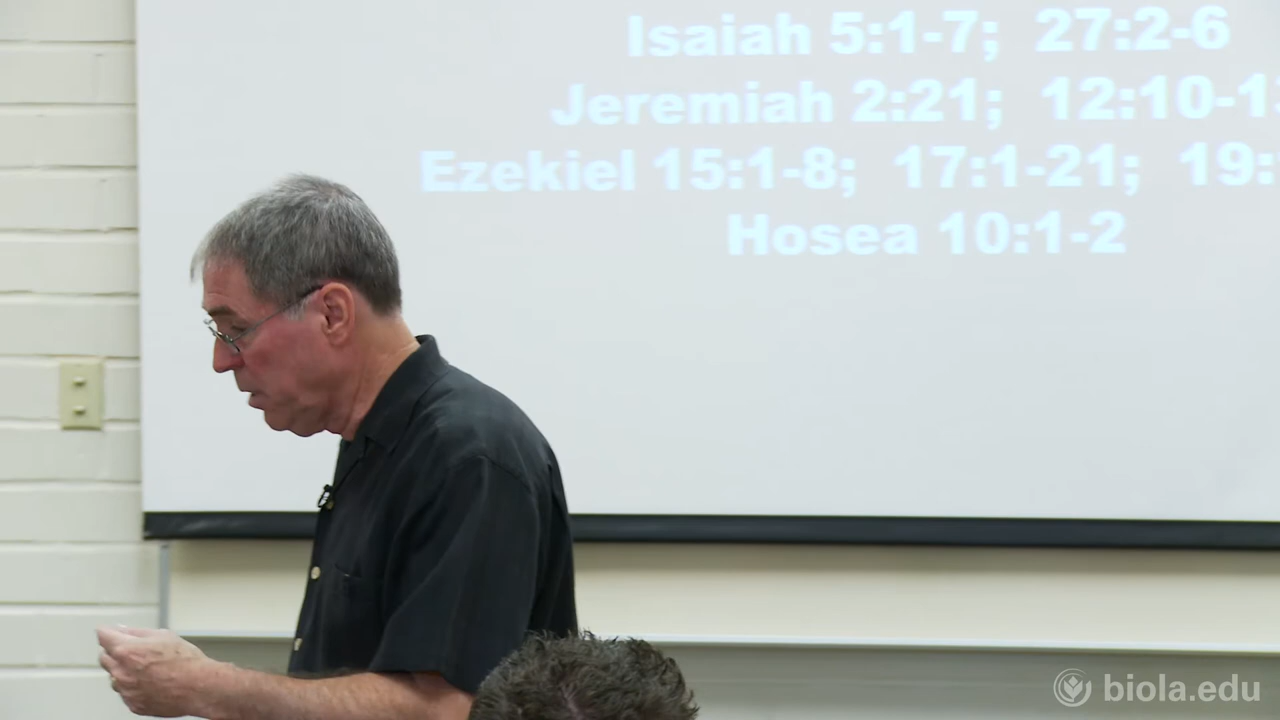 Isaiah 5:1-7; 27:2-6
Jeremiah 2:21; 12:10-1
Ezekiel 15:1-8; 17:1-21; 19:
Hosea 10:1-2
biola.edu